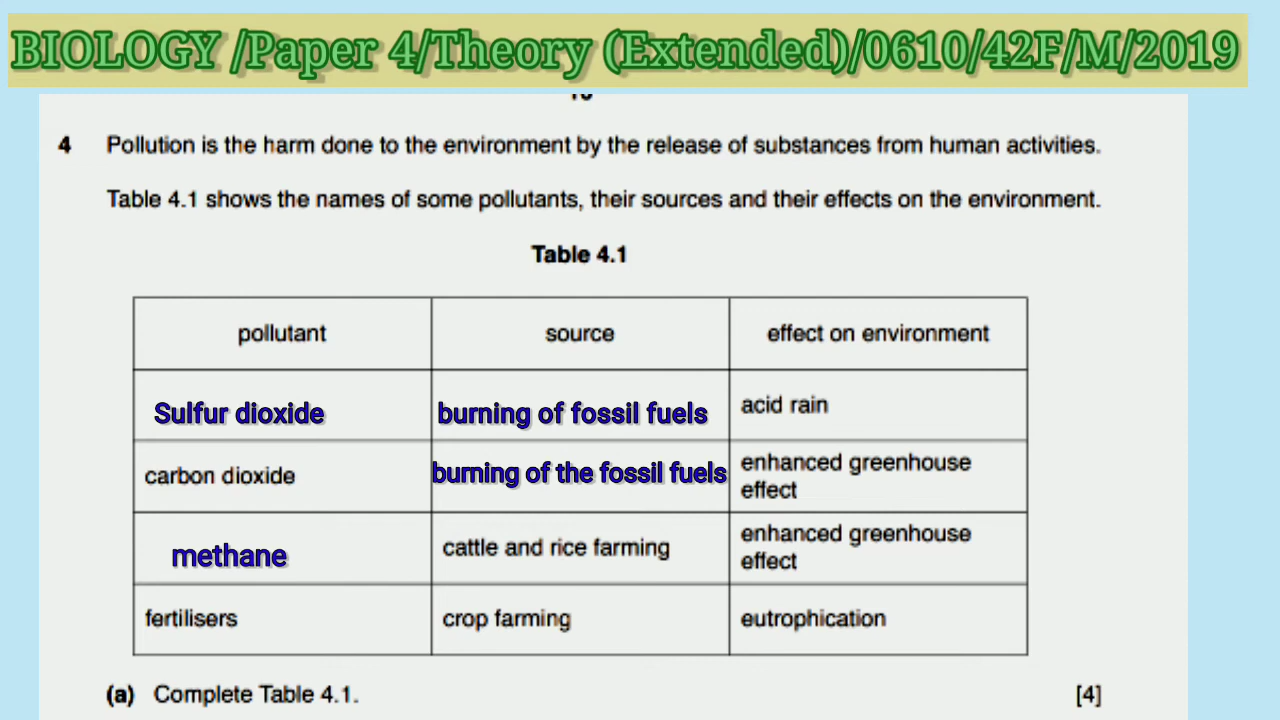 BIOLOGY /Paper 4/Theory (Extended)/0610/42F/M/2019
4 Pollution is the harm done to the environment by the release of substances from human activities.
Table 4.1 shows the names of some pollutants, their sources and their effects on the environment.
Table 4.1
pollutant source effect on environment
Sulfur dioxide burning of fossil fuels acid rain
carbon dioxide burning of the fossil fuels enhanced greenhouse
effect
methane cattle and rice farming enhanced greenhouse
effect
fertilisers crop farming eutrophication
(a) Complete Table 4.1. [4]